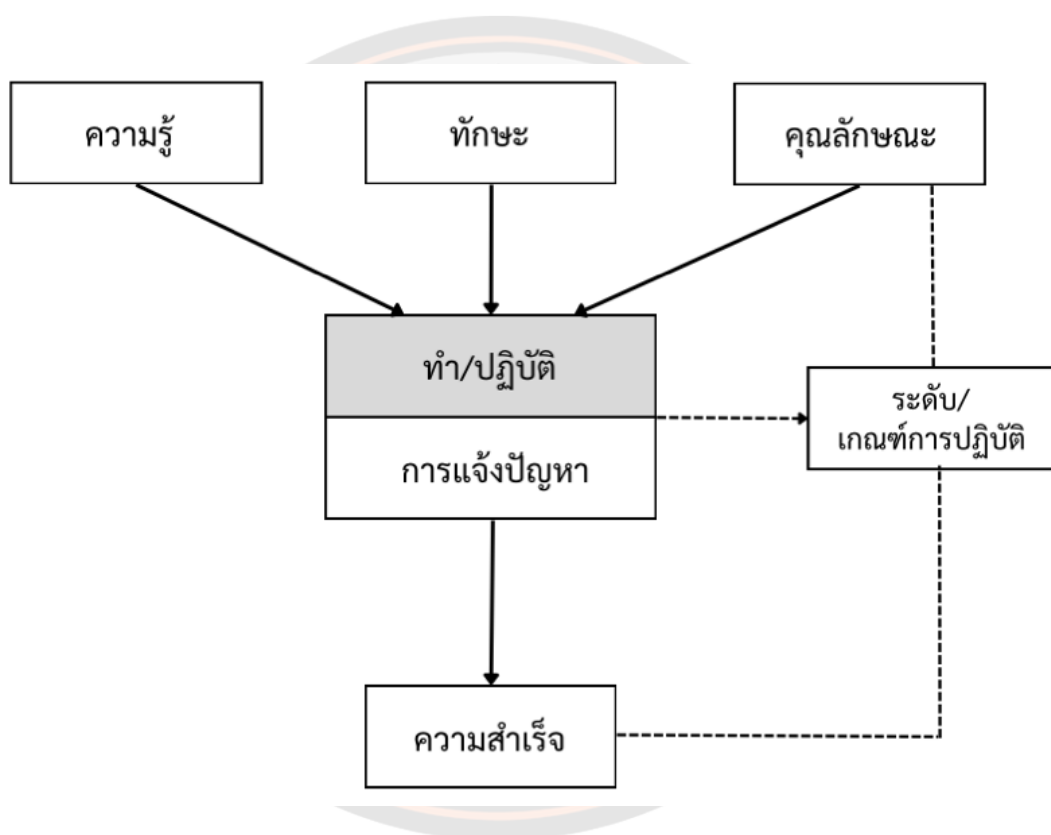 ความรู้
ทักษะ
คุณลักษณะ
ทำ/ปฏิบัติ
การแจ้งปัญหา
ระดับ/
เกณฑ์การปฏิบัติ
ความสำเร็จ